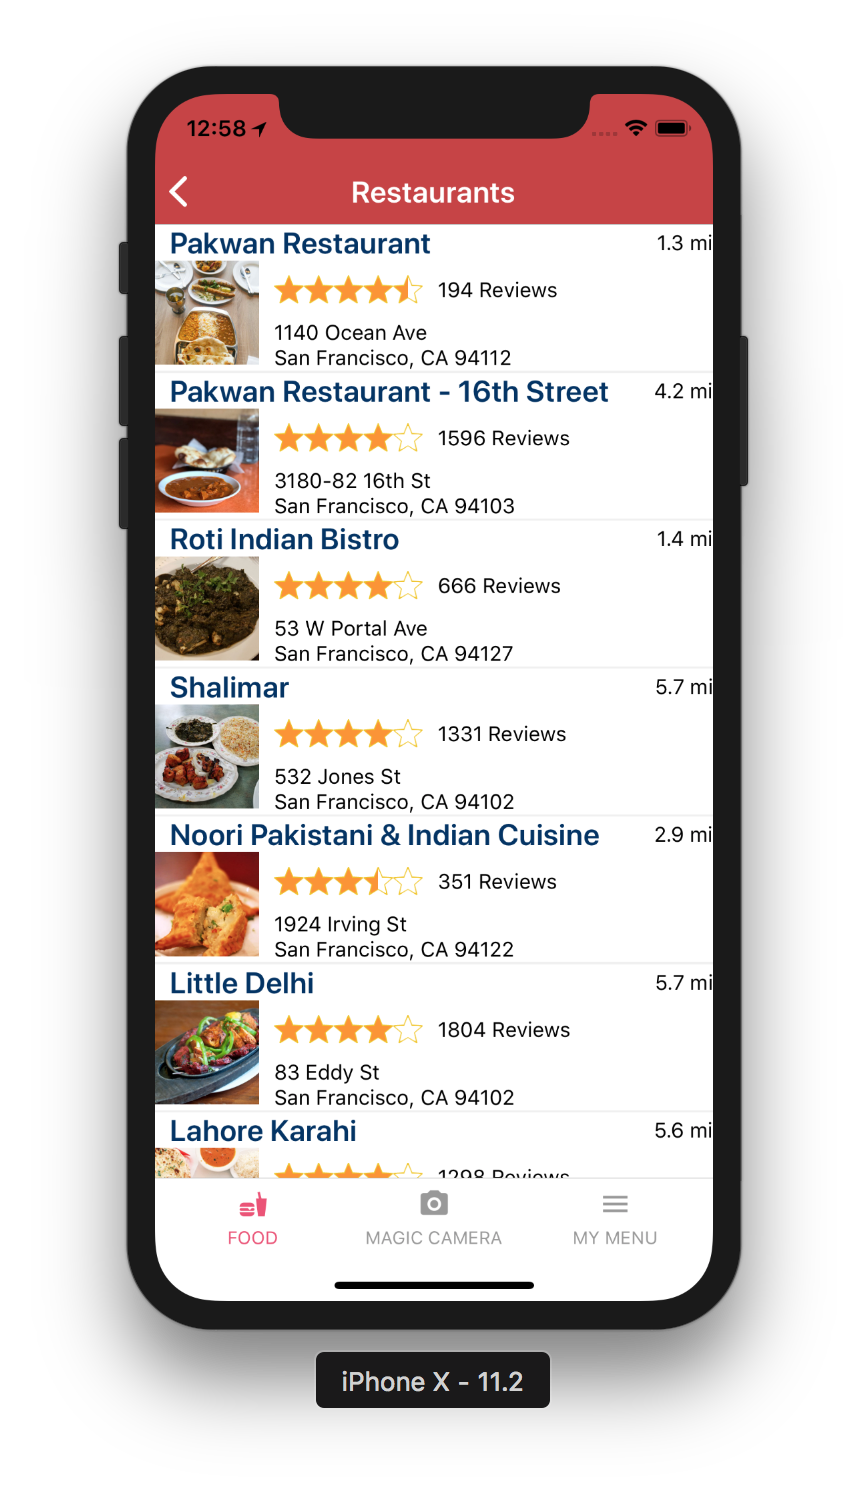 12:58
Restaurants
Pakwan Restaurant
1.3 mi
194 Reviews
1140 Ocean Ave
San Francisco, CA 94112
Pakwan Restaurant - 16th Street
4.2 mi
1596 Reviews
3180-82 16th St
San Francisco, CA 94103
Roti Indian Bistro
1.4 mi
666 Reviews
53 W Portal Ave
San Francisco, CA 94127
Shalimar
5.7 mi
1331 Reviews
532 Jones St
San Francisco, CA 94102
Noori Pakistani & Indian Cuisine
2.9 mi
351 Reviews
1924 Irving St
San Francisco, CA 94122
Little Delhi
5.7 mi
1804 Reviews
83 Eddy St
San Francisco, CA 94102
Lahore Karahi
5.6 mi
1298 Reviews
FOOD
MAGIC CAMERA
MY MENU
iPhone X - 11.2